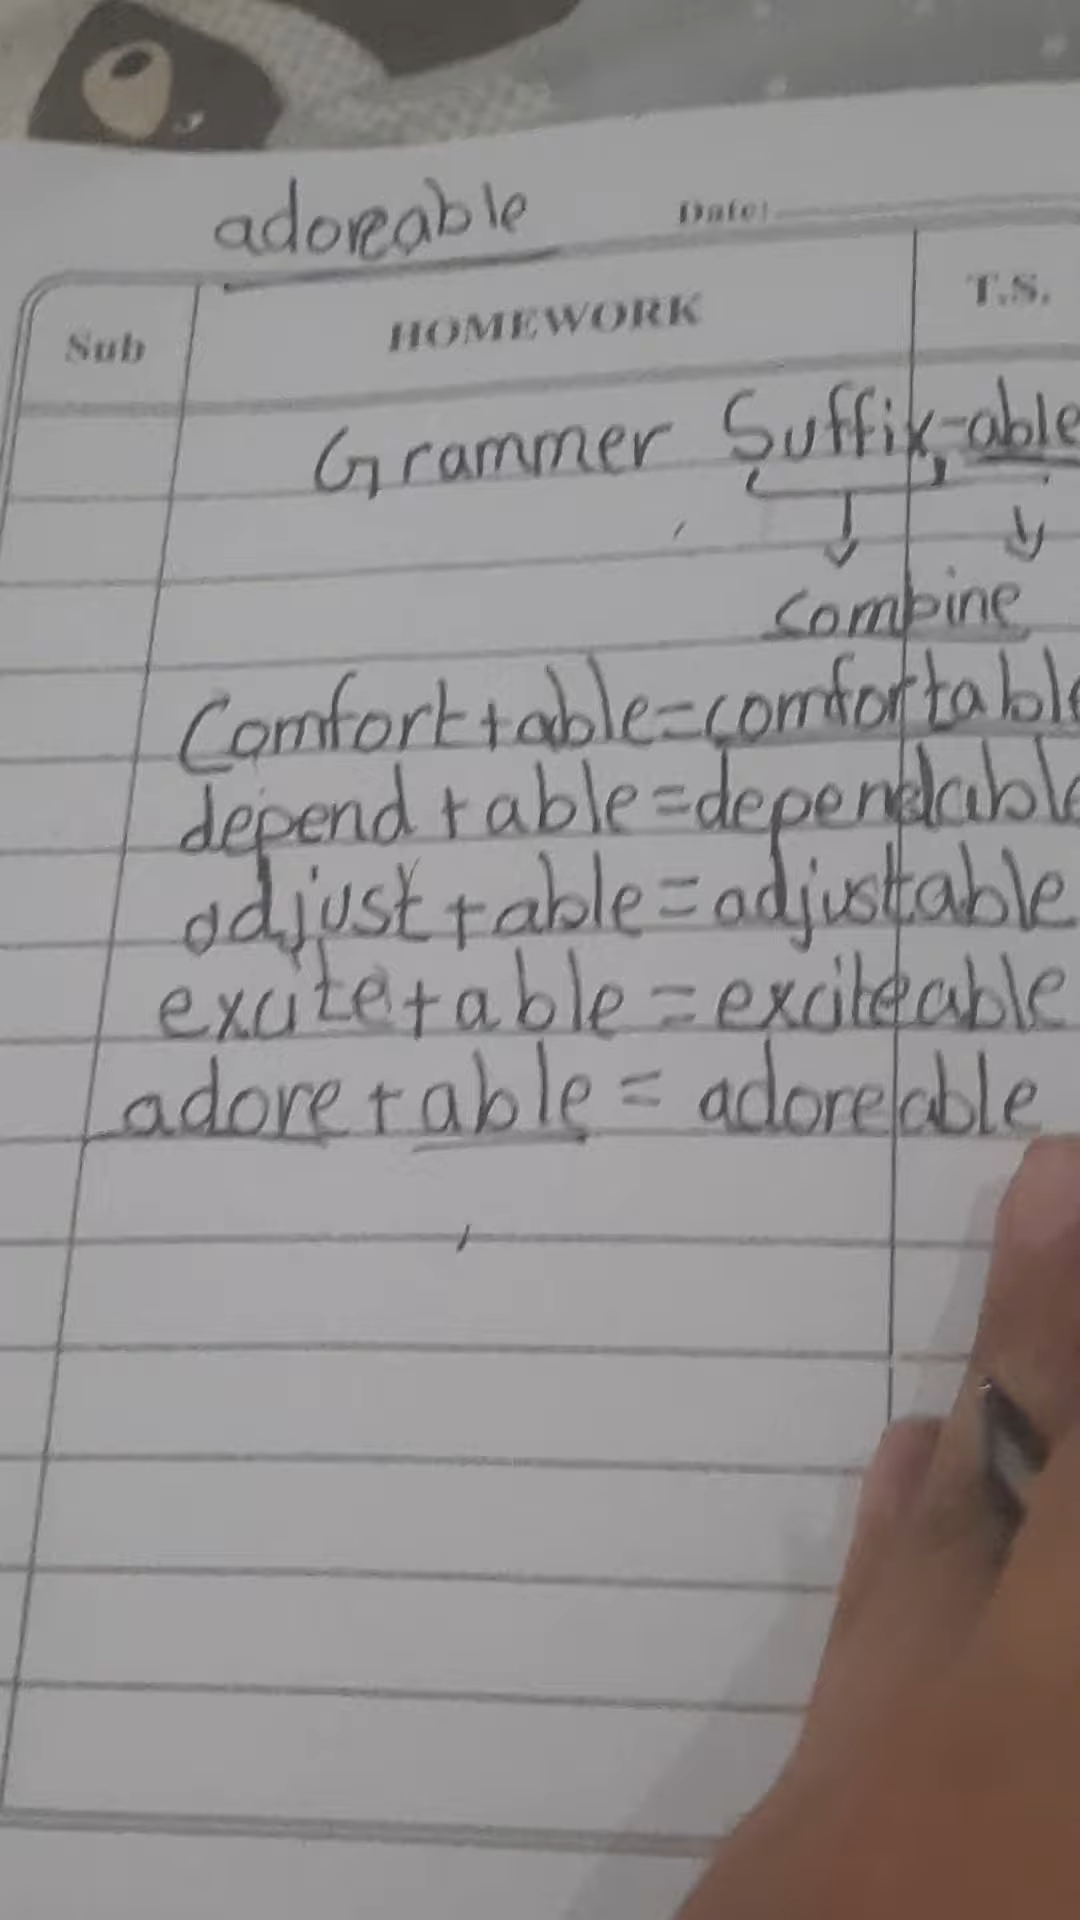 adoreable
Date:
Sub HOMEWORK T.S.
Grammer Suffix-able
combine
Comfort+able=comfortable
depend+able=dependable
adjust+able=adjustable
excite+able=exciteable
adore+able=adoreable